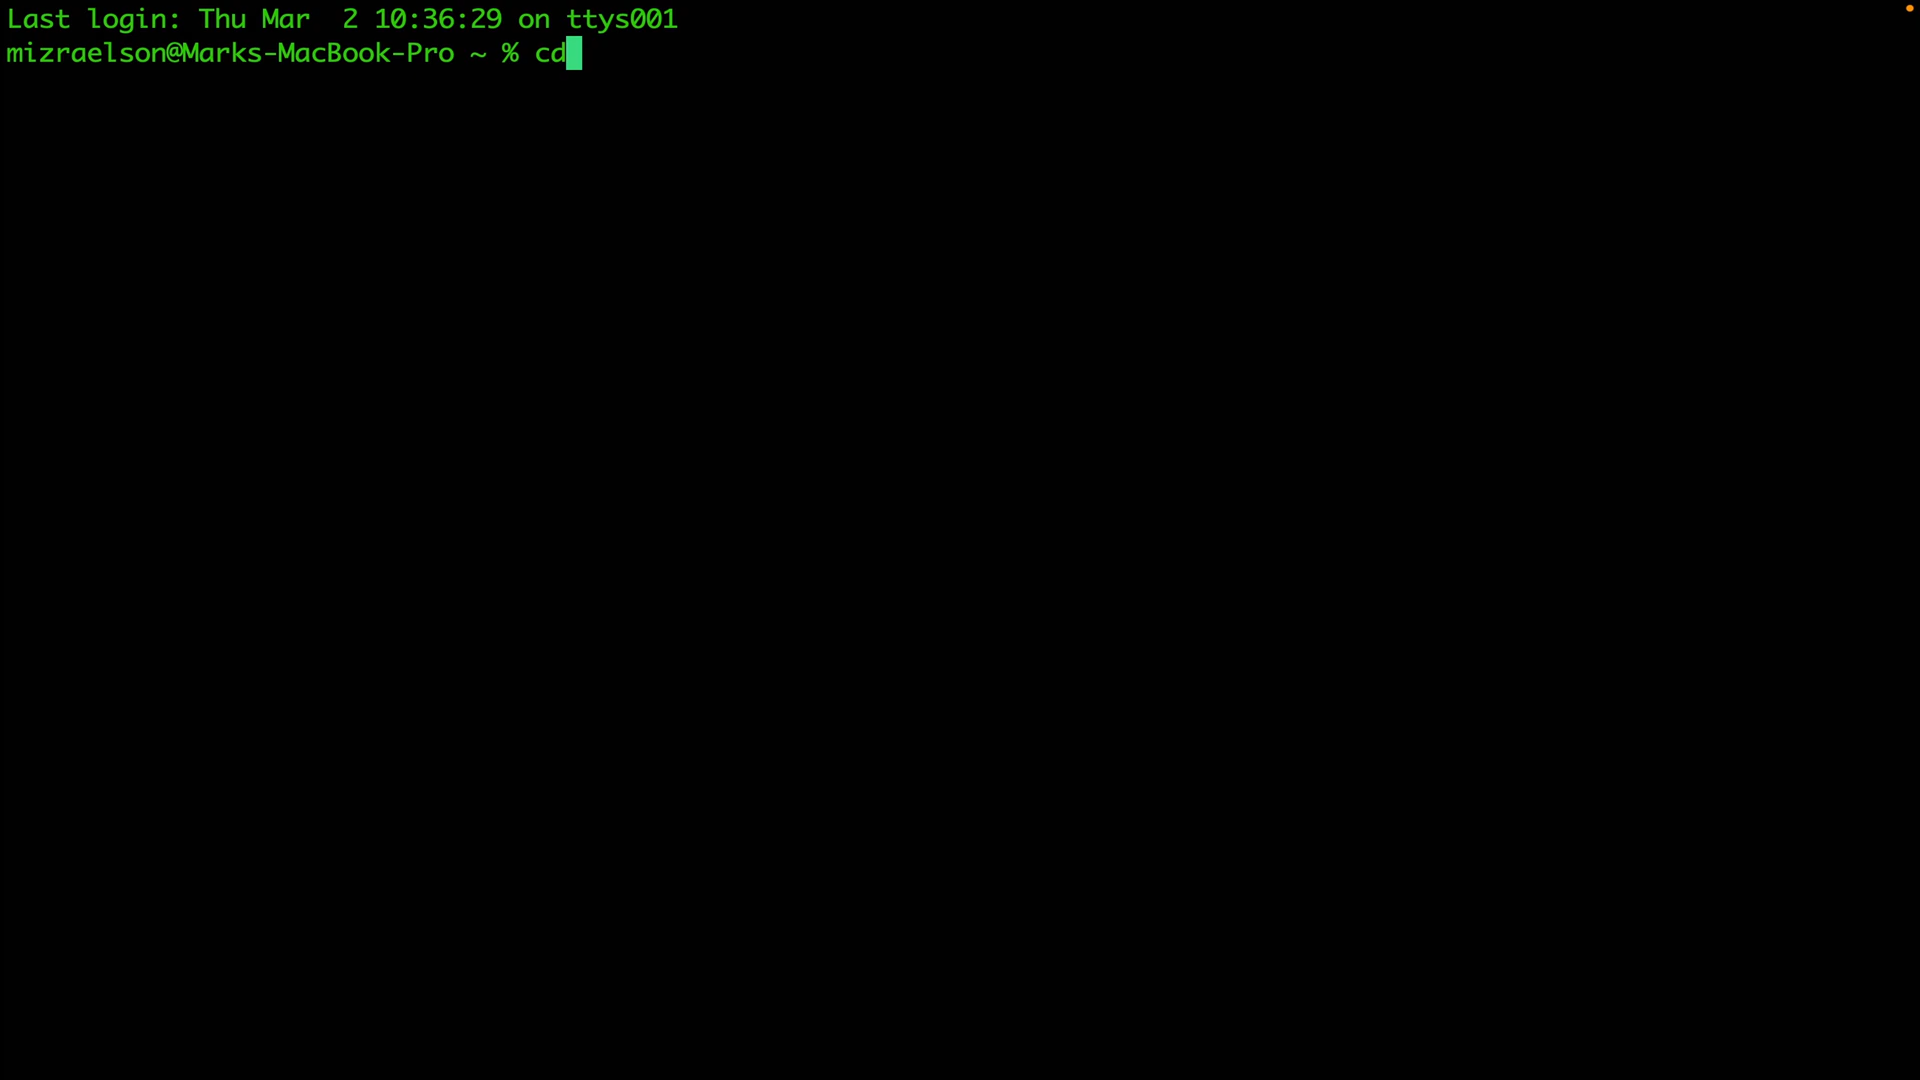 Last login: Thu Mar  2 10:36:29 on ttys001
mizraelson@Marks-MacBook-Pro ~ % cd